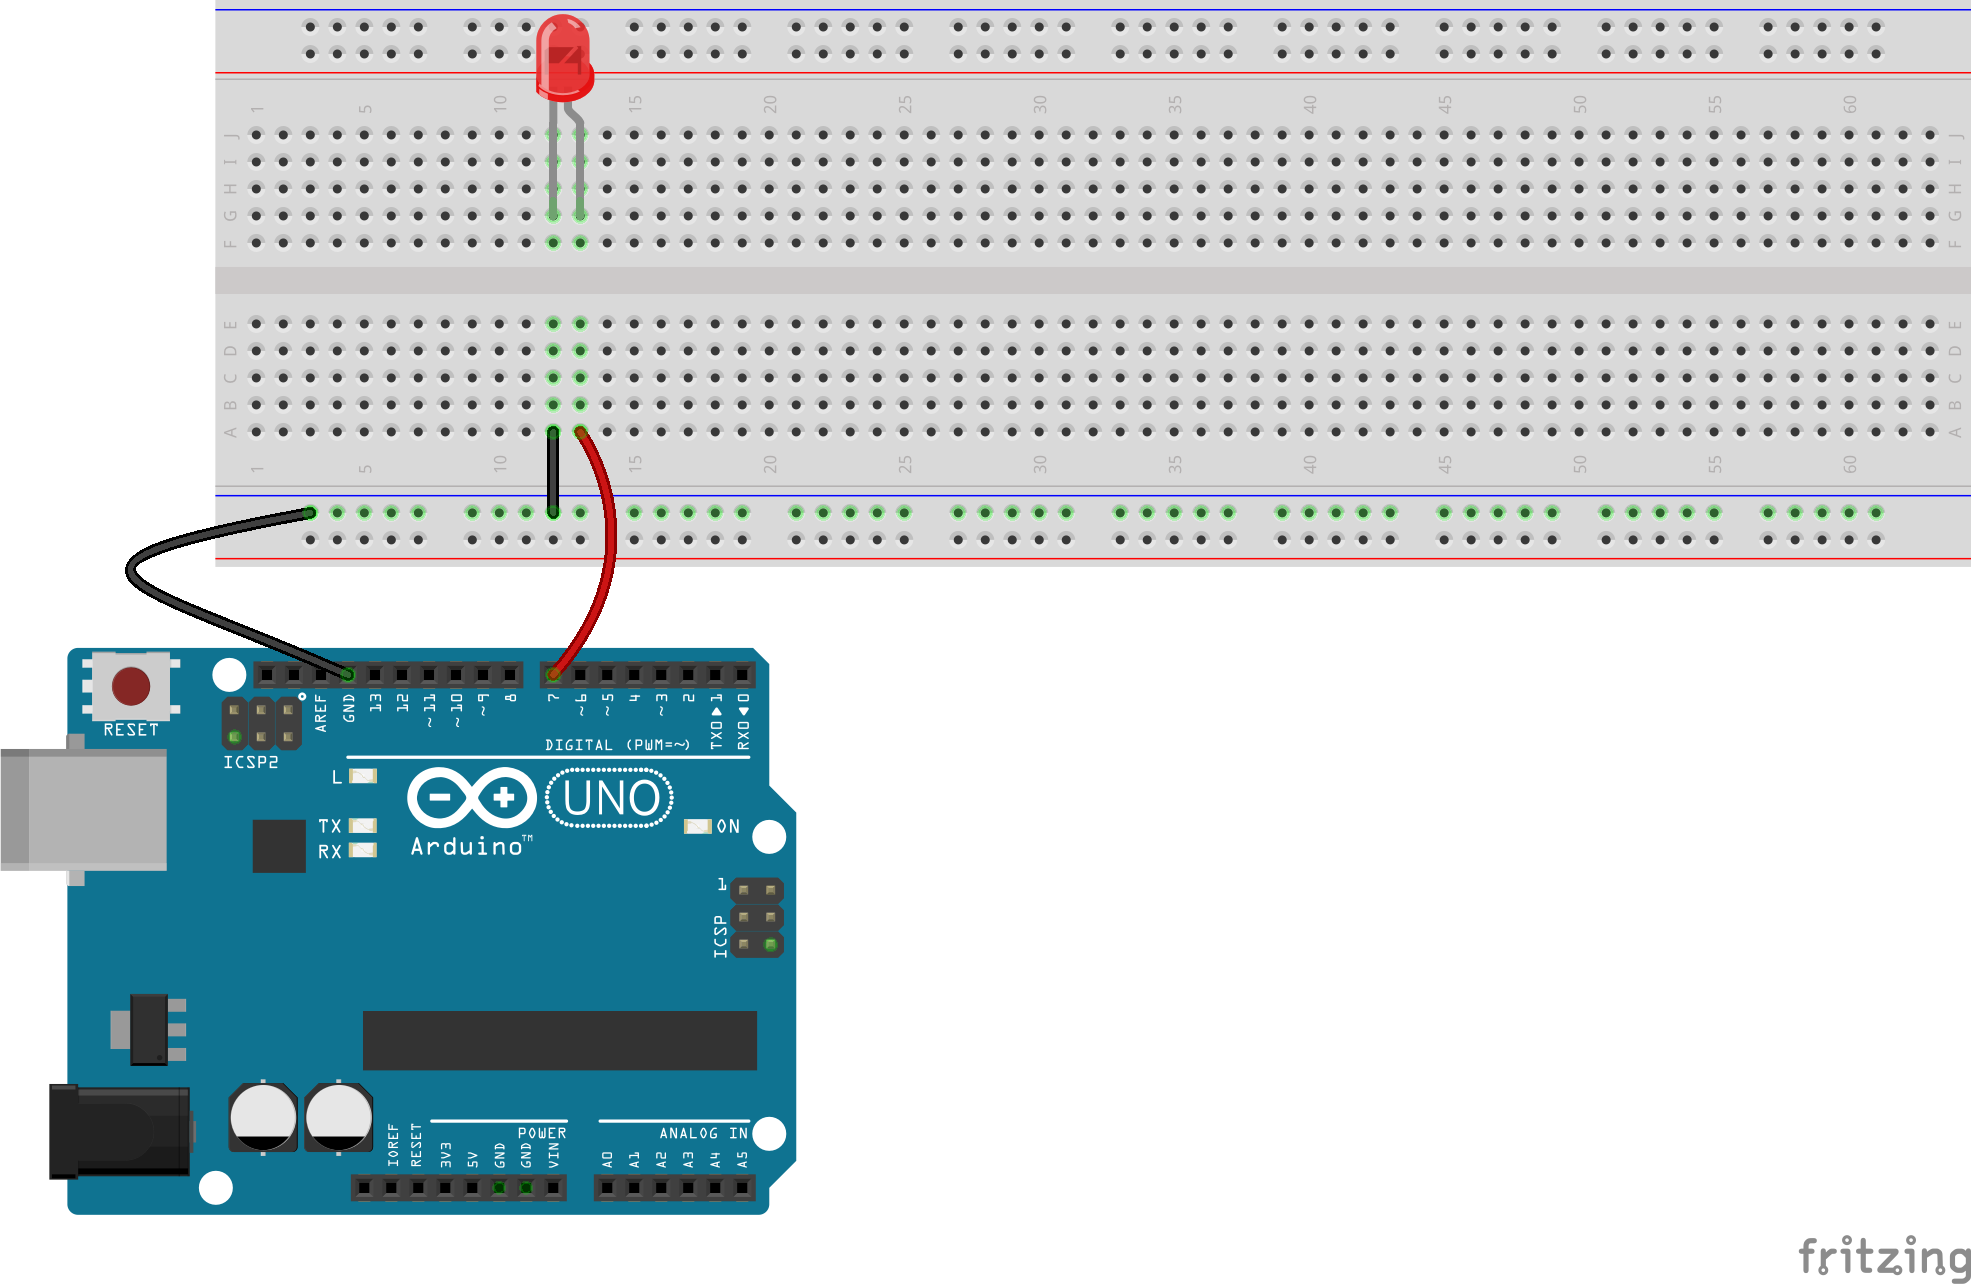 1 5 10 15 20 25 30 35 40 45 50 55 60
J J
I I
H H
G G
F F
E E
D D
C C
B B
A A
1 5 10 15 20 25 30 35 40 45 50 55 60
RESET
AREF GND 13 12 ~11 ~10 ~9 8 7 ~6 ~5 4 ~3 2 TX0▶1 RX0◀0
DIGITAL (PWM=~)
ICSP2
L
TX
RX
UNO
Arduino™
ON
1
ICSP
POWER
ANALOG IN
IOREF RESET 3V3 5V GND GND VIN A0 A1 A2 A3 A4 A5
fritzing